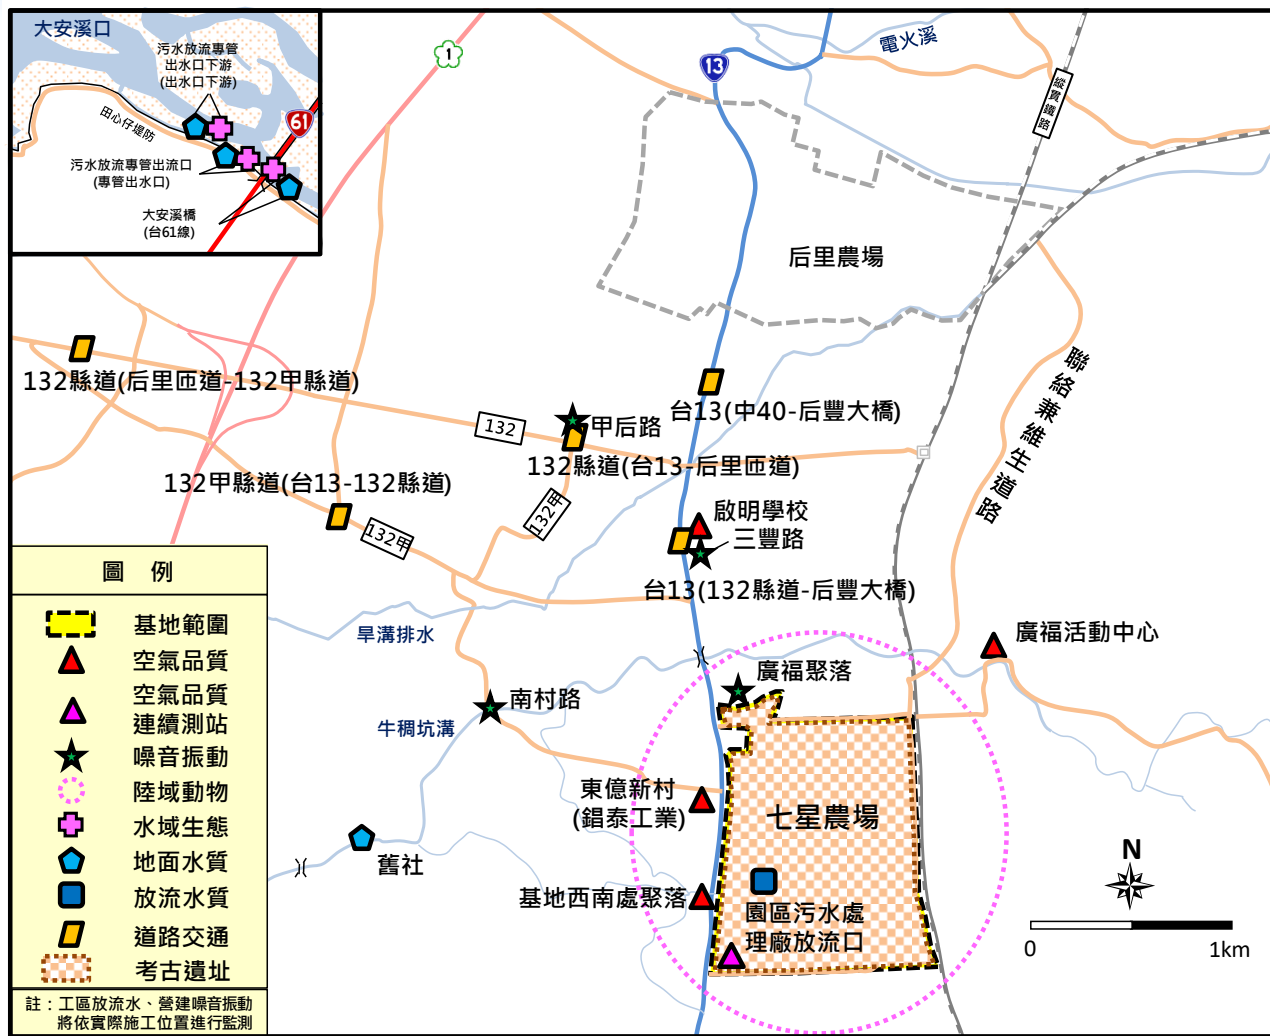 大安溪口
污水放流專管
出水口下游
(出水口下游)
田心仔堤防
61
污水放流專管出流口
(專管出水口)
大安溪橋
(台61線)
1
13
電火溪
縱貫鐵路
后里農場
聯絡兼維生道路
132縣道(后里匝道-132甲縣道)
台13(中40-后豐大橋)
132
甲后路
132縣道(台13-后里匝道)
132甲縣道(台13-132縣道)
132甲
132甲
啟明學校
三豐路
台13(132縣道-后豐大橋)
旱溝排水
廣福活動中心
廣福聚落
南村路
牛稠坑溝
東億新村
(錩泰工業)
七星農場
舊社
基地西南處聚落
園區污水處
理廠放流口
N
0
1km
圖 例
基地範圍
空氣品質
空氣品質
連續測站
噪音振動
陸域動物
水域生態
地面水質
放流水質
道路交通
考古遺址
註：工區放流水、營建噪音振動
將依實際施工位置進行監測